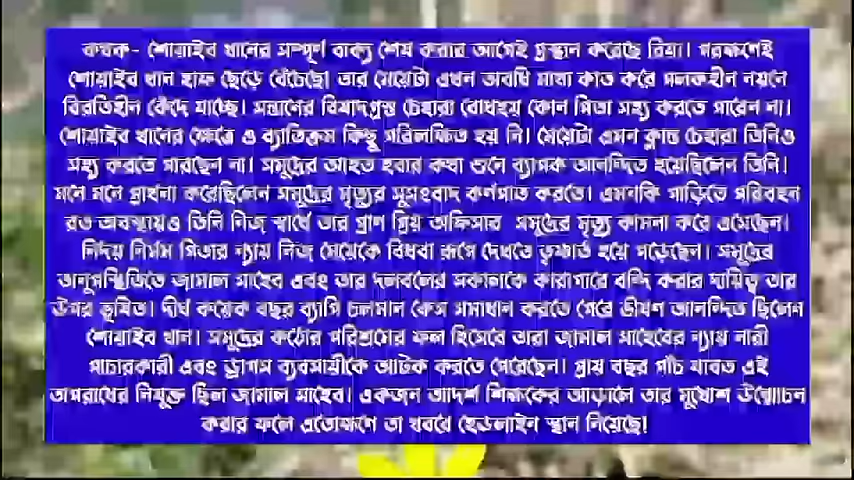 কথক- শোয়াইব খানের সম্পূর্ণ বাক্য শেষ করার আগেই প্রস্থান করেছে রিমা। পরক্ষণেই
শোয়াইব খান হাফ ছেড়ে বেঁচেছে! তার মেয়েটা এখন অবধি মাথা কাত করে পলকহীন নয়নে
বিরতিহীন কেঁদে যাচ্ছে। সন্তানের বিষাদগ্রস্ত চেহারা বোধহয় কোন পিতা সহ্য করতে পারেন না।
শোয়াইব খানের ক্ষেত্রে ও ব্যাতিক্রম কিছু পরিলক্ষিত হয় নি। মেয়েটা এমন ক্লান্ত চেহারা তিনিও
সহ্য করতে পারছেন না। সমুদ্রের আহত হবার কথা শুনে ব্যাপক আনন্দিত হয়েছিলেন তিনি।
মনে মনে প্রার্থনা করেছিলেন সমুদ্রের মৃত্যুর সুসংবাদ কর্ণপাত করতে। এমনকি গাড়িতে পরিবহন
রত অবস্থায়ও তিনি নিজ স্বার্থে তার প্রাণ প্রিয় অফিসার সমুদ্রের মৃত্যু কামনা করে এসেছেন।
নির্দয় নির্মম পিতার ন্যায় নিজ মেয়েকে বিধবা রূপে দেখতে তৃষ্ণার্ত হয়ে পড়েছেন। সমুদ্রের
অনুপস্থিতিতে জামাল সাহেব এবং তার দলবলের সকলকে কারাগারে বন্দি করার দায়িত্ব তার
উপর ভূষিত। দীর্ঘ কয়েক বছর ব্যাপি চলমান কেস সমাধান করতে পেরে ভীষণ আনন্দিত ছিলেন
শোয়াইব খান। সমুদ্রের কঠোর পরিশ্রমের ফল হিসেবে তারা জামাল সাহেবের ন্যায় নারী
পাচারকারী এবং ড্রাগস ব্যবসায়ীকে আটক করতে পেরেছেন। প্রায় বছর পাঁচ যাবত এই
অপরাধের নিযুক্ত ছিল জামাল সাহেব। একজন আদর্শ শিক্ষকের আড়ালে তার মুখোশ উন্মোচন
করার ফলে এতোক্ষণে তা খবরে হেডলাইন স্থান নিয়েছে!